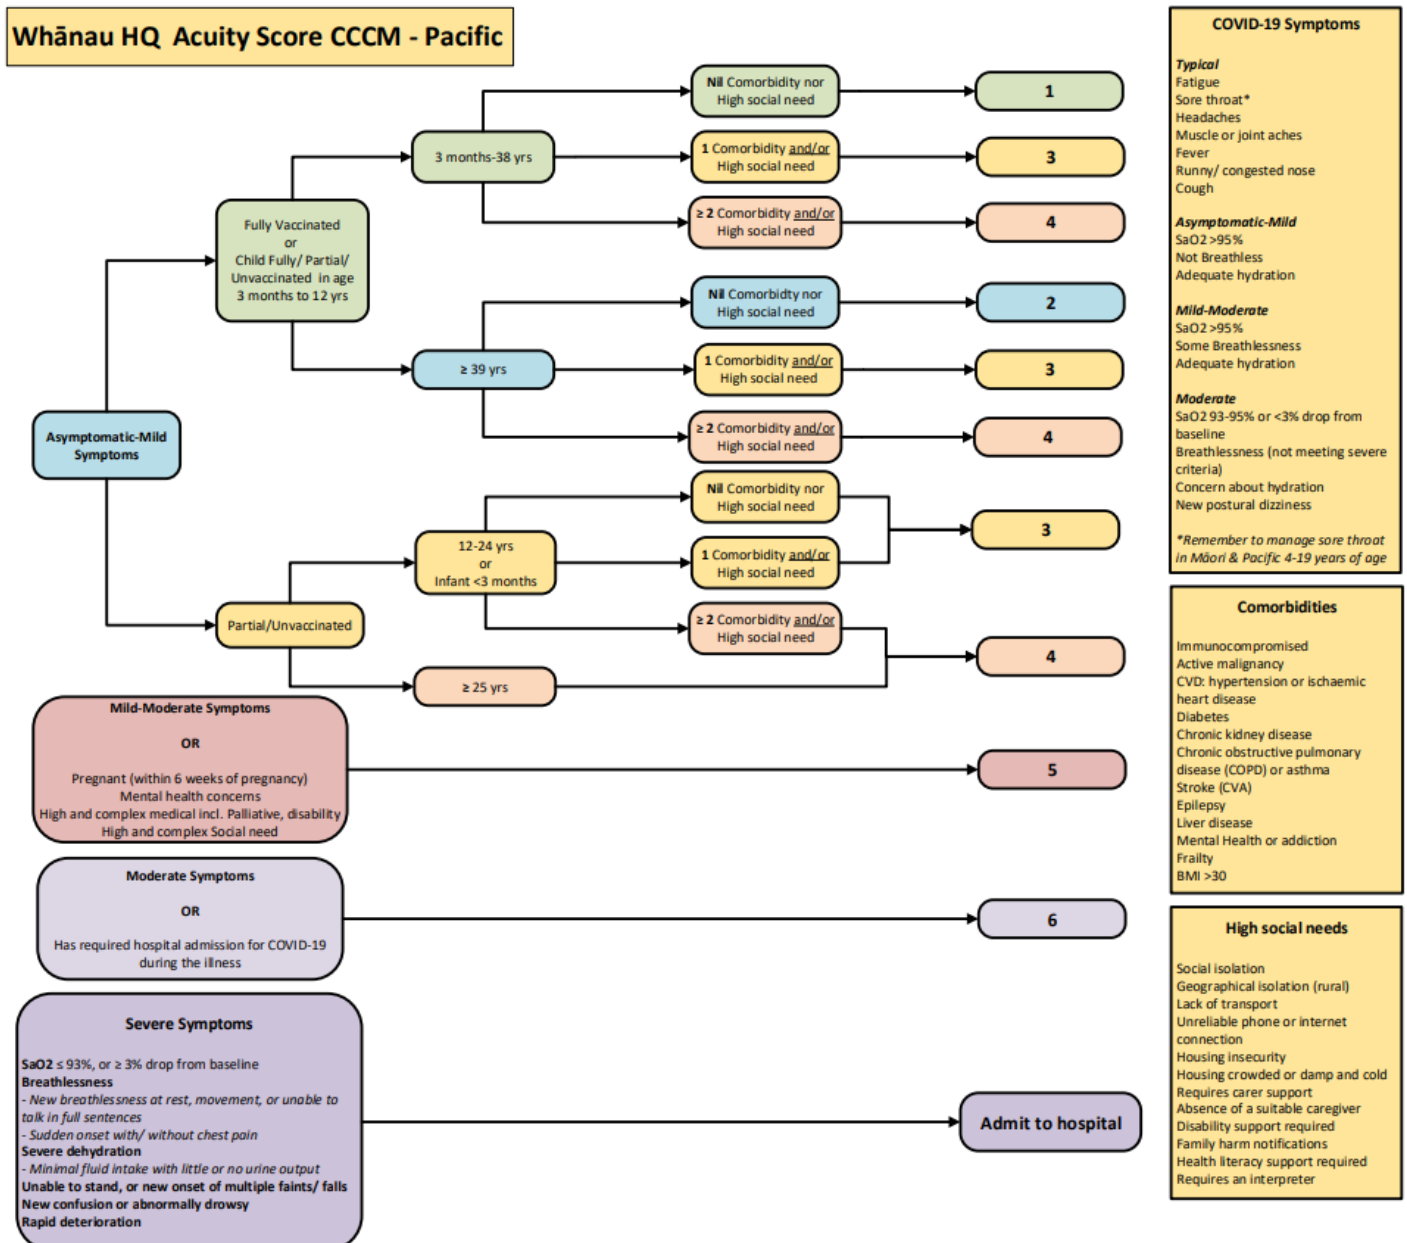 Whānau HQ Acuity Score CCCM - Pacific
Asymptomatic-Mild
Symptoms
Fully Vaccinated
or
Child Fully/ Partial/
Unvaccinated in age
3 months to 12 yrs
3 months-38 yrs
Nil Comorbidity nor
High social need
1
1 Comorbidity and/or
High social need
3
≥ 2 Comorbidity and/or
High social need
4
≥ 39 yrs
Nil Comorbidty nor
High social need
2
1 Comorbidity and/or
High social need
3
≥ 2 Comorbidity and/or
High social need
4
Partial/Unvaccinated
12-24 yrs
or
Infant <3 months
Nil Comorbidity nor
High social need
1 Comorbidity and/or
High social need
3
≥ 2 Comorbidity and/or
High social need
≥ 25 yrs
4
Mild-Moderate Symptoms
OR
Pregnant (within 6 weeks of pregnancy)
Mental health concerns
High and complex medical incl. Palliative, disability
High and complex Social need
5
Moderate Symptoms
OR
Has required hospital admission for COVID-19
during the illness
6
Severe Symptoms
SaO2 ≤ 93%, or ≥ 3% drop from baseline
Breathlessness
- New breathlessness at rest, movement, or unable to
talk in full sentences
- Sudden onset with/ without chest pain
Severe dehydration
- Minimal fluid intake with little or no urine output
Unable to stand, or new onset of multiple faints/ falls
New confusion or abnormally drowsy
Rapid deterioration
Admit to hospital
COVID-19 Symptoms
Typical
Fatigue
Sore throat*
Headaches
Muscle or joint aches
Fever
Runny/ congested nose
Cough
Asymptomatic-Mild
SaO2 >95%
Not Breathless
Adequate hydration
Mild-Moderate
SaO2 >95%
Some Breathlessness
Adequate hydration
Moderate
SaO2 93-95% or <3% drop from
baseline
Breathlessness (not meeting severe
criteria)
Concern about hydration
New postural dizziness
*Remember to manage sore throat
in Māori & Pacific 4-19 years of age
Comorbidities
Immunocompromised
Active malignancy
CVD: hypertension or ischaemic
heart disease
Diabetes
Chronic kidney disease
Chronic obstructive pulmonary
disease (COPD) or asthma
Stroke (CVA)
Epilepsy
Liver disease
Mental Health or addiction
Frailty
BMI >30
High social needs
Social isolation
Geographical isolation (rural)
Lack of transport
Unreliable phone or internet
connection
Housing insecurity
Housing crowded or damp and cold
Requires carer support
Absence of a suitable caregiver
Disability support required
Family harm notifications
Health literacy support required
Requires an interpreter